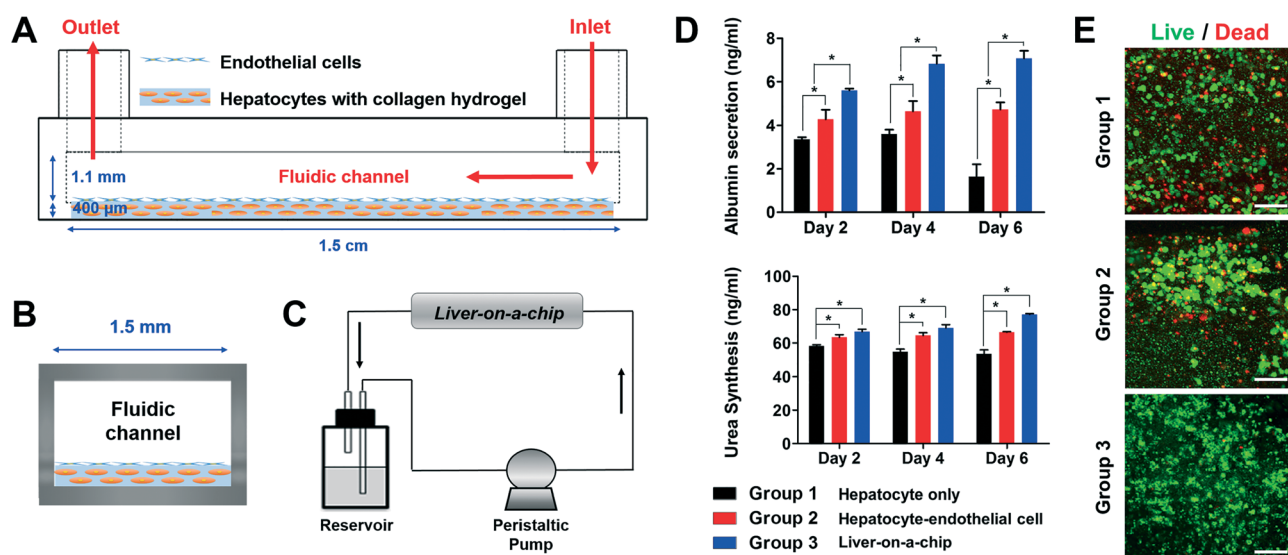 A
Outlet
Inlet
Endothelial cells
Hepatocytes with collagen hydrogel
1.1 mm
Fluidic channel
400 µm
1.5 cm
B
1.5 mm
Fluidic
channel
C
Liver-on-a-chip
Reservoir
Peristaltic
Pump
D
Albumin secretion (ng/ml)
8
6
4
2
0
* * * * * *
Day 2 Day 4 Day 6
Urea Synthesis (ng/ml)
100
80
60
40
20
0
* * * * * *
Day 2 Day 4 Day 6
Group 1 Hepatocyte only
Group 2 Hepatocyte-endothelial cell
Group 3 Liver-on-a-chip
E
Live / Dead
Group 1
Group 2
Group 3